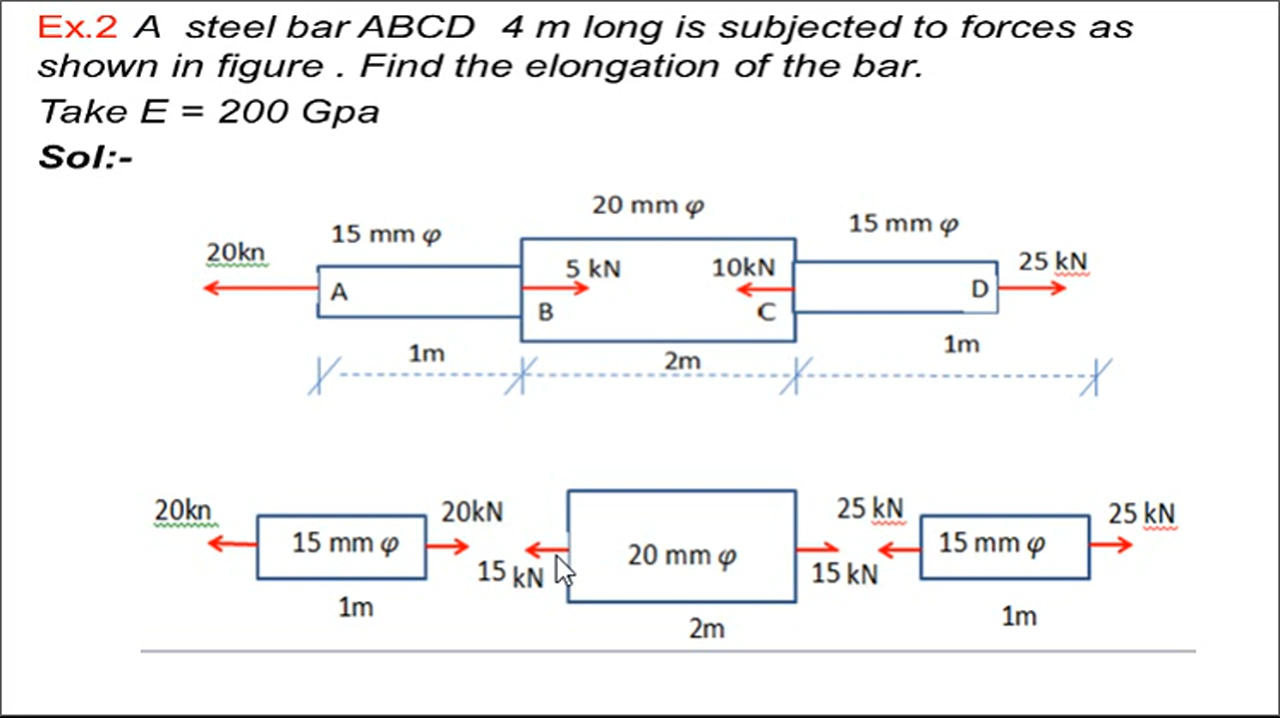 Ex.2 A steel bar ABCD 4 m long is subjected to forces as
shown in figure . Find the elongation of the bar.
Take E = 200 Gpa
Sol:-
20 mm φ
15 mm φ
15 mm φ
20kn
5 kN
10kN
25 kN
A
B
C
D
1m
2m
1m
20kn
20kN
25 kN
25 kN
15 mm φ
20 mm φ
15 mm φ
15 kN
15 kN
1m
2m
1m